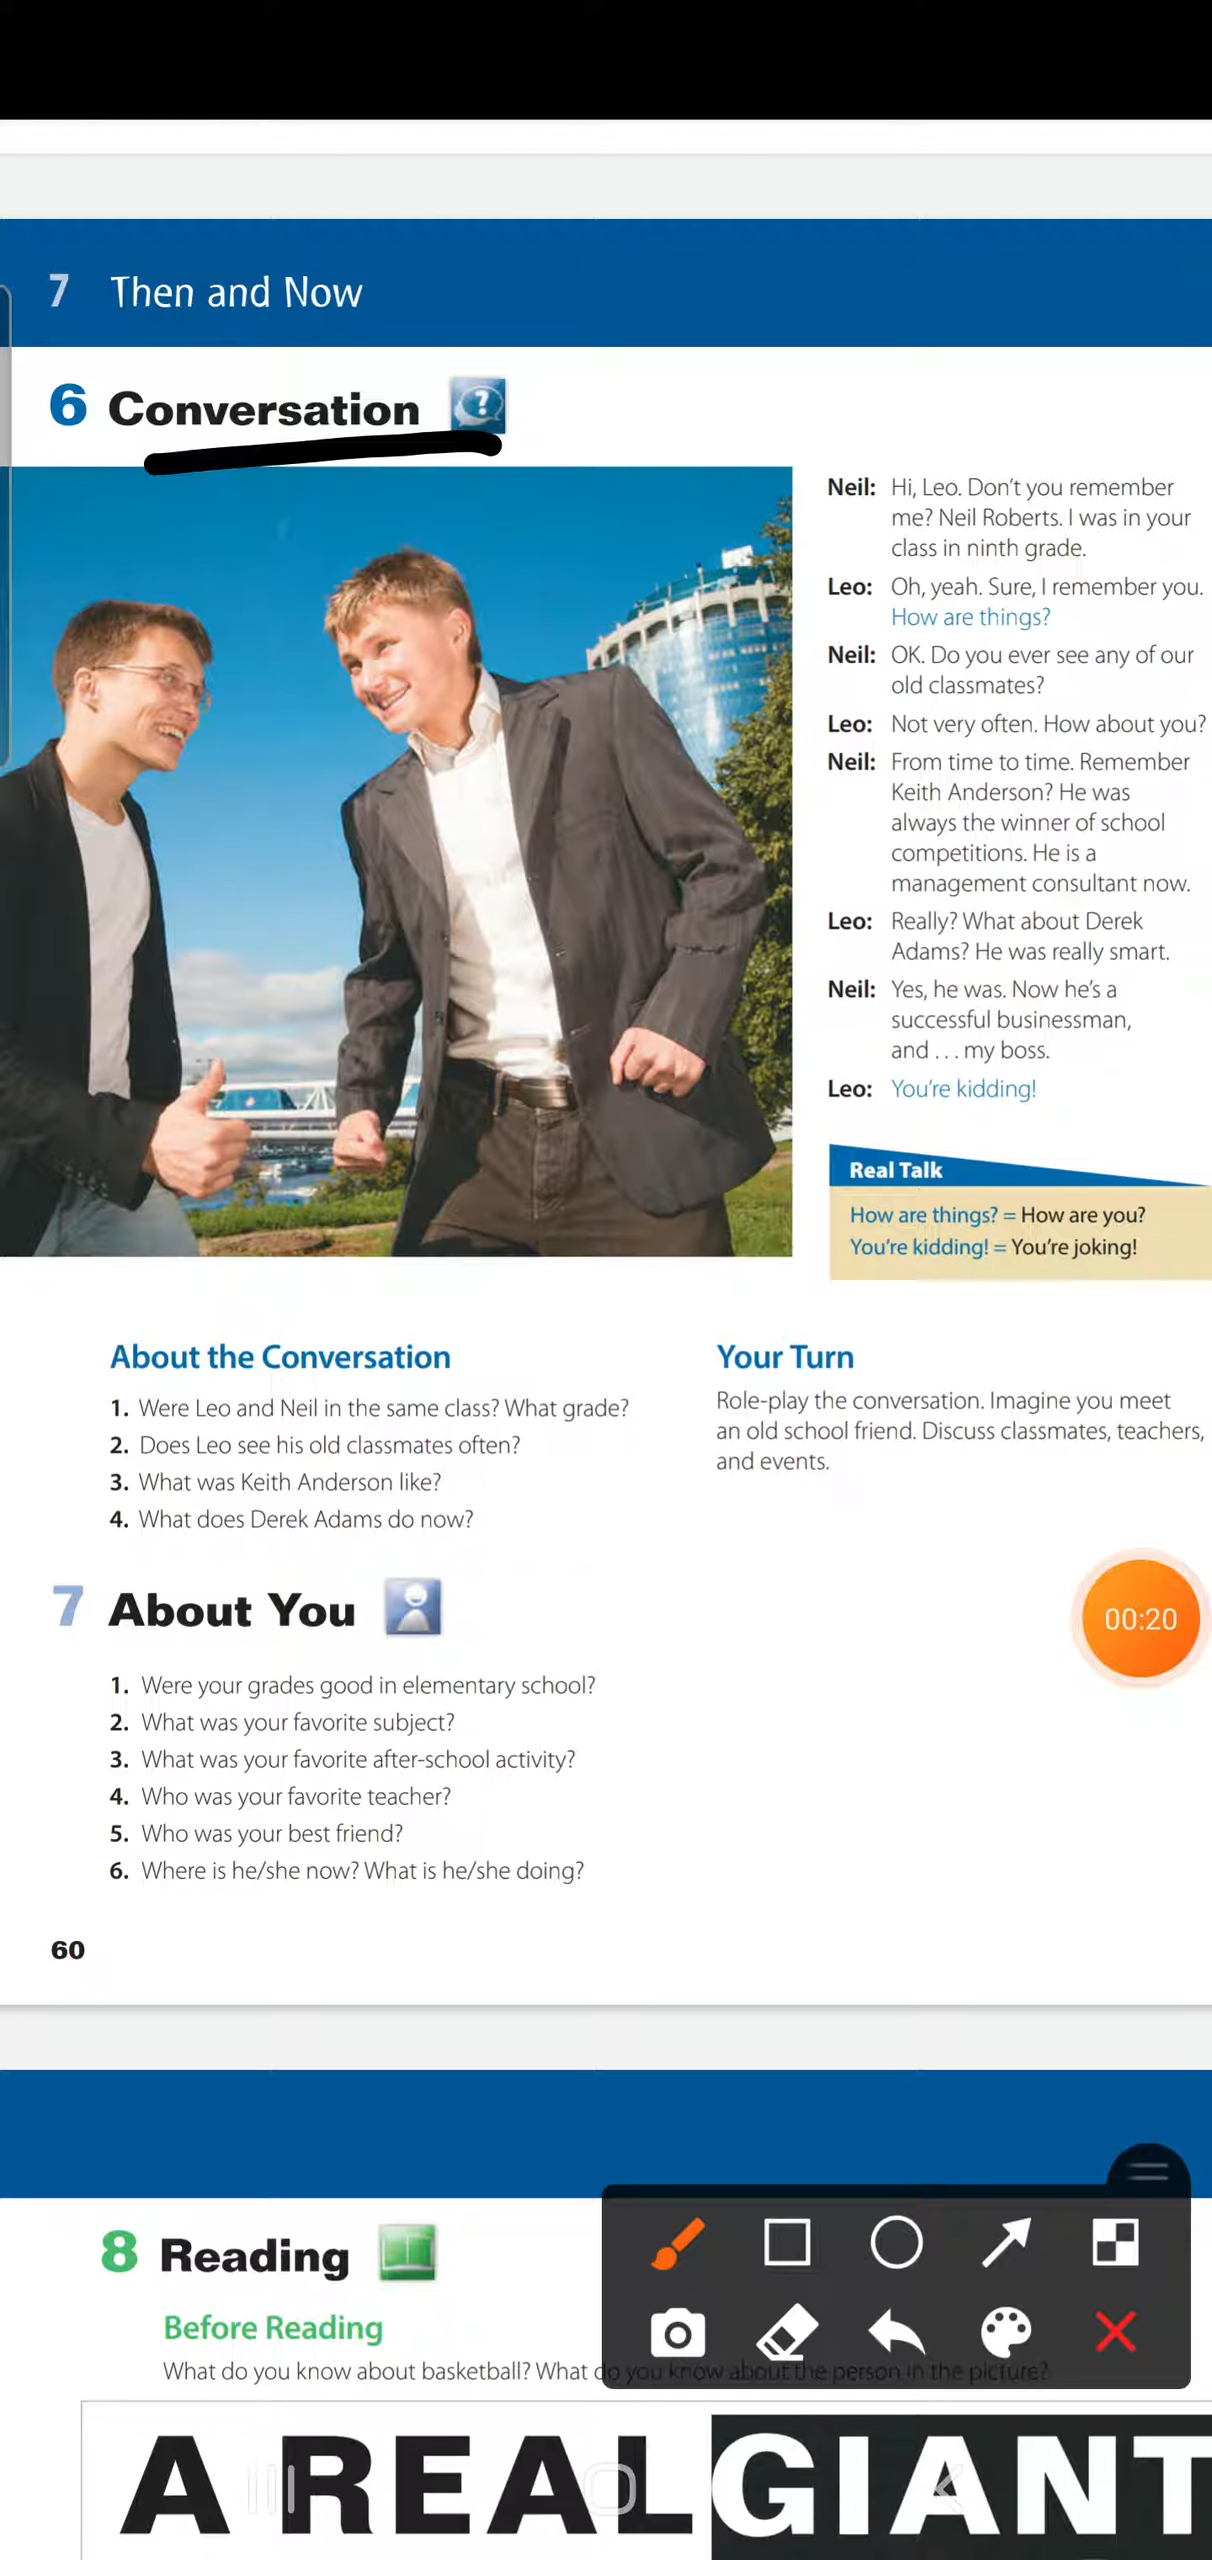 7 Then and Now
6 Conversation
Neil: Hi, Leo. Don't you remember
me? Neil Roberts. I was in your
class in ninth grade.
Leo: Oh, yeah. Sure, I remember you.
How are things?
Neil: OK. Do you ever see any of our
old classmates?
Leo: Not very often. How about you?
Neil: From time to time. Remember
Keith Anderson? He was
always the winner of school
competitions. He is a
management consultant now.
Leo: Really? What about Derek
Adams? He was really smart.
Neil: Yes, he was. Now he's a
successful businessman,
and . . . my boss.
Leo: You're kidding!
Real Talk
How are things? = How are you?
You're kidding! = You're joking!
About the Conversation
1. Were Leo and Neil in the same class? What grade?
2. Does Leo see his old classmates often?
3. What was Keith Anderson like?
4. What does Derek Adams do now?
Your Turn
Role-play the conversation. Imagine you meet
an old school friend. Discuss classmates, teachers,
and events.
7 About You
1. Were your grades good in elementary school?
2. What was your favorite subject?
3. What was your favorite after-school activity?
4. Who was your favorite teacher?
5. Who was your best friend?
6. Where is he/she now? What is he/she doing?
00:20
60
8 Reading
Before Reading
What do you know about basketball? What do you know about the person in the picture?
A REAL GIANT